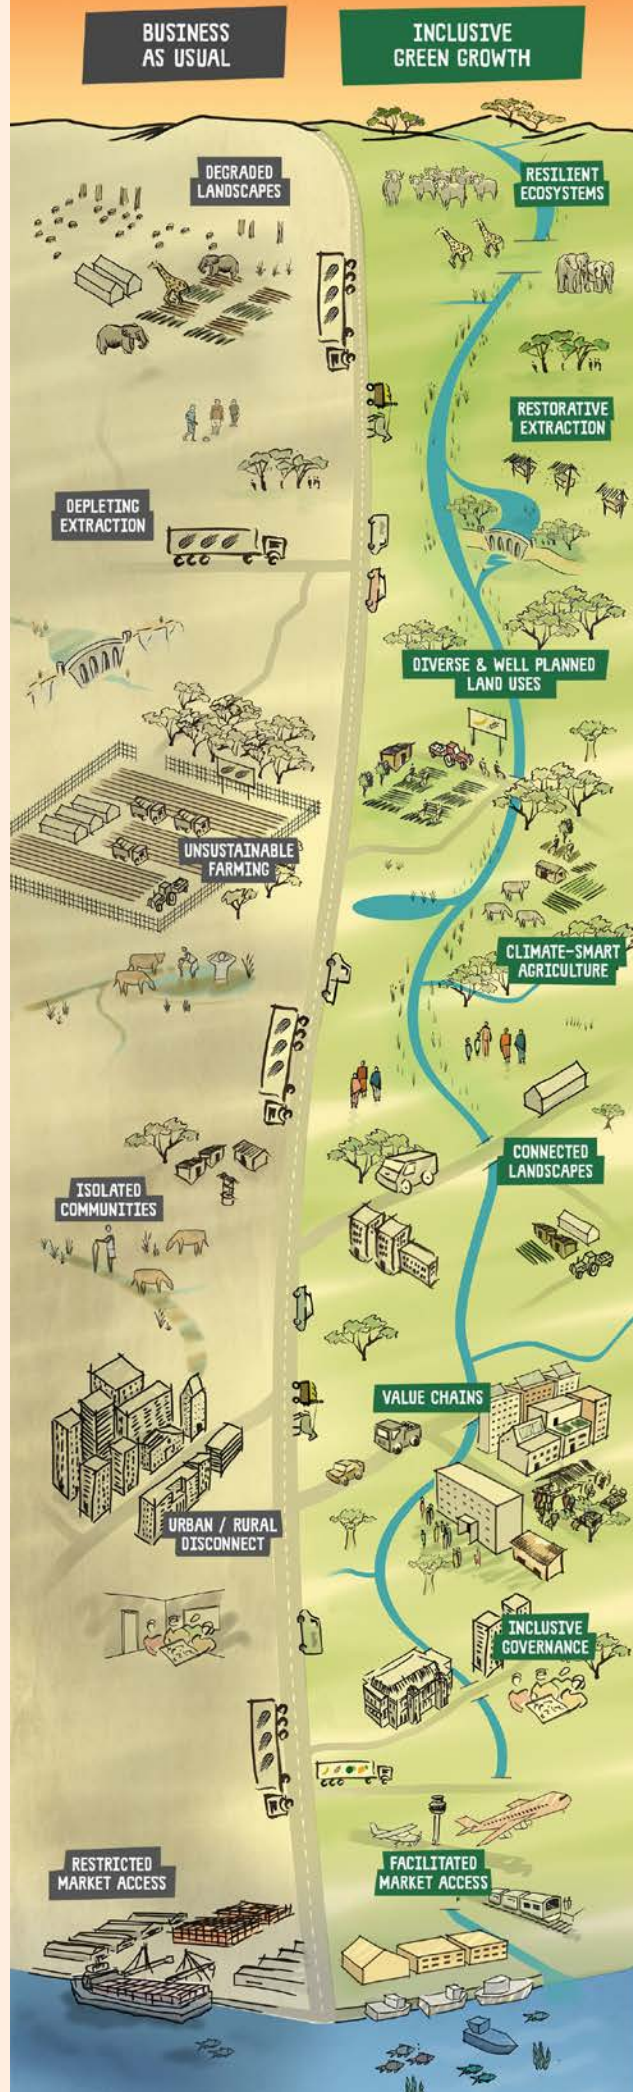 BUSINESS
AS USUAL
INCLUSIVE
GREEN GROWTH
DEGRADED
LANDSCAPES
RESILIENT
ECOSYSTEMS
RESTORATIVE
EXTRACTION
DEPLETING
EXTRACTION
DIVERSE & WELL PLANNED
LAND USES
UNSUSTAINABLE
FARMING
CLIMATE-SMART
AGRICULTURE
CONNECTED
LANDSCAPES
ISOLATED
COMMUNITIES
VALUE CHAINS
URBAN / RURAL
DISCONNECT
INCLUSIVE
GOVERNANCE
RESTRICTED
MARKET ACCESS
FACILITATED
MARKET ACCESS